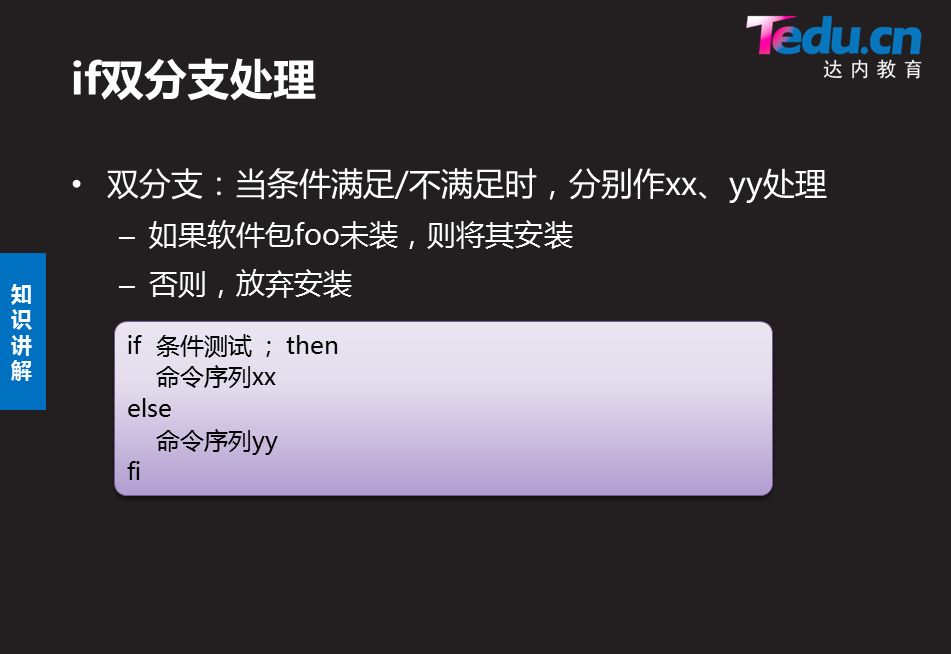 Tedu.cn
达内教育
if双分支处理
• 双分支：当条件满足/不满足时，分别作xx、yy处理
– 如果软件包foo未装，则将其安装
– 否则，放弃安装
知识讲解
if 条件测试 ; then
命令序列xx
else
命令序列yy
fi